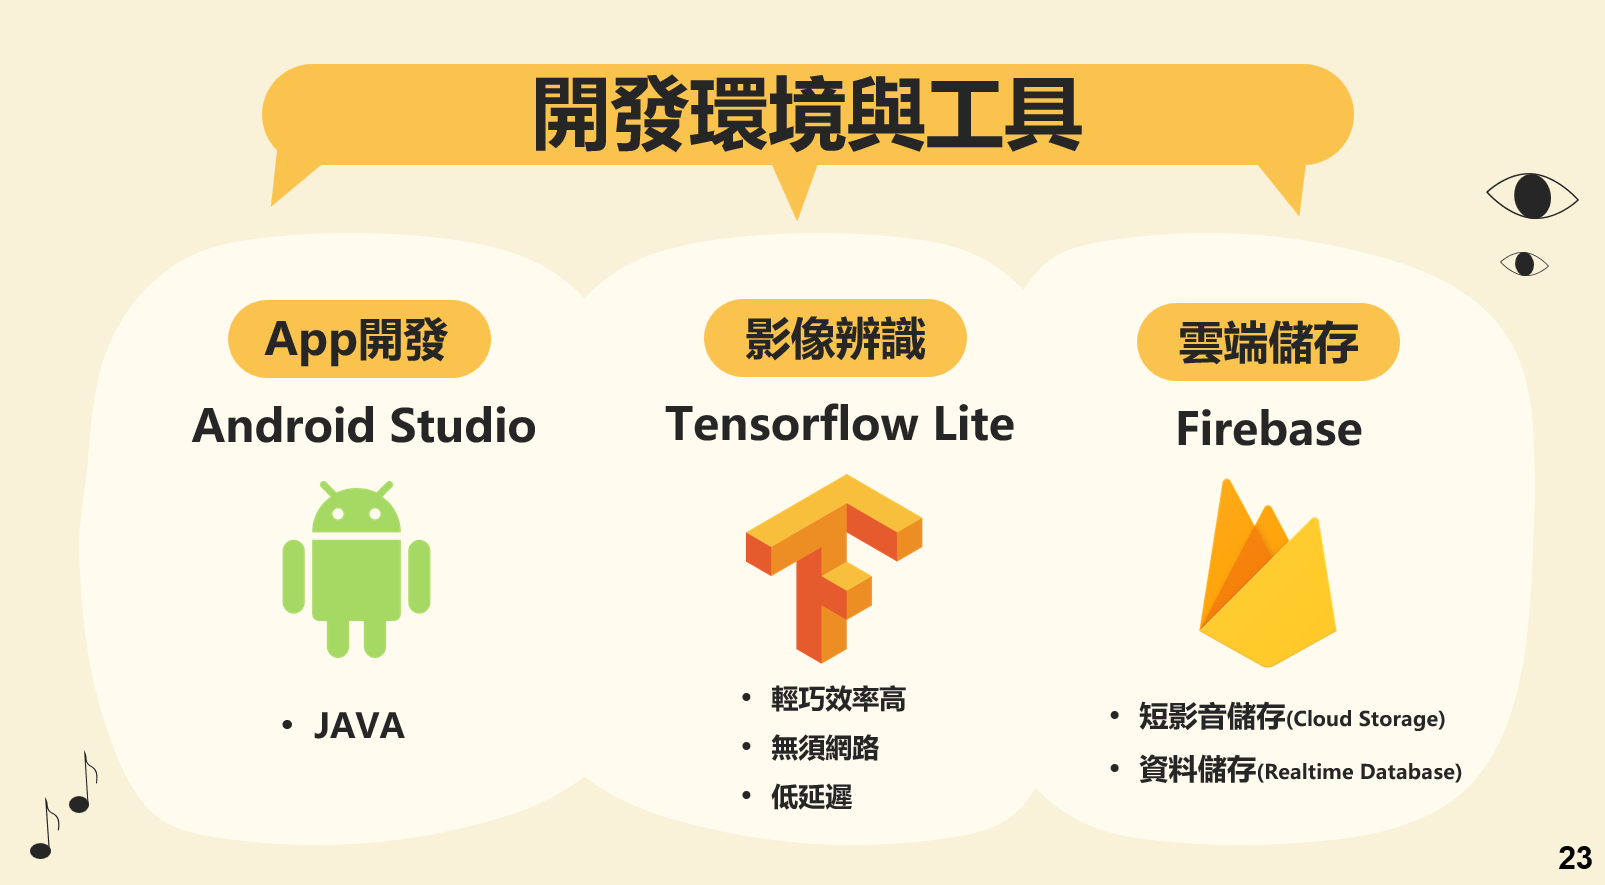 開發環境與工具
App開發
Android Studio
• JAVA
影像辨識
Tensorflow Lite
• 輕巧效率高
• 無須網路
• 低延遲
雲端儲存
Firebase
• 短影音儲存(Cloud Storage)
• 資料儲存(Realtime Database)
23